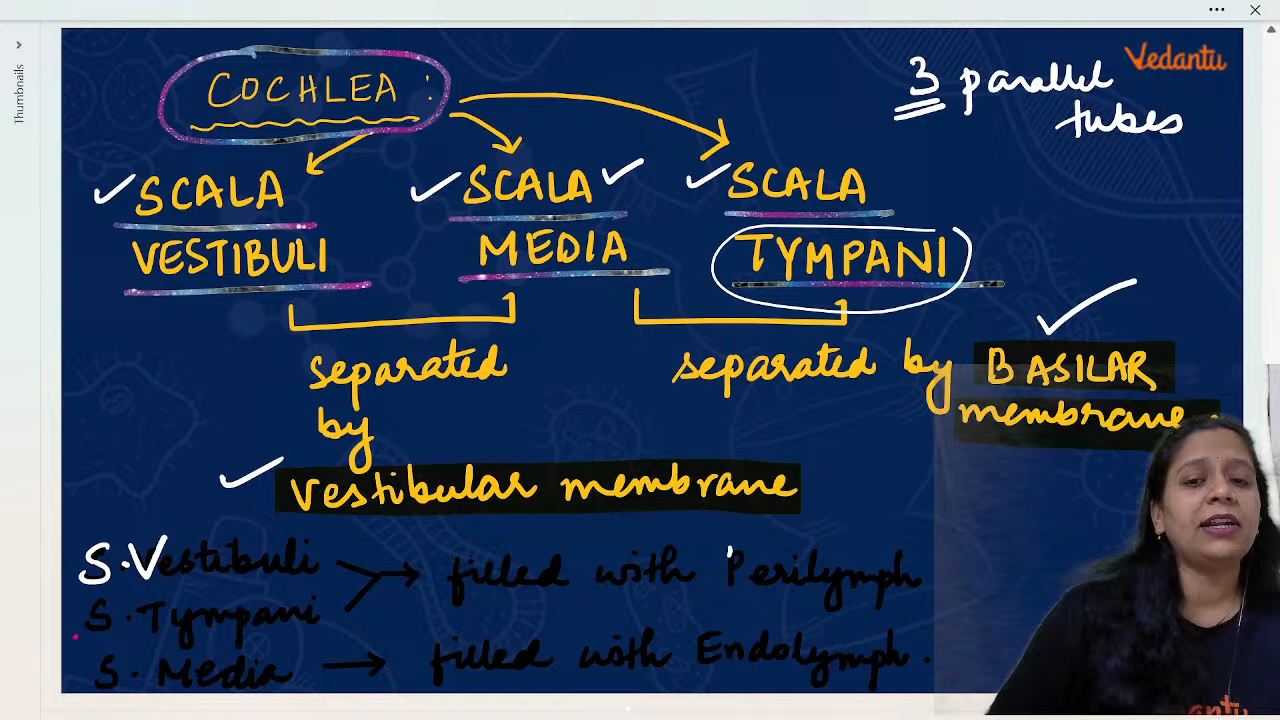 Thumbnails
Vedantu
COCHLEA :
3 parallel
tubes
SCALA
VESTIBULI
SCALA
MEDIA
SCALA
TYMPANI
separated
by
vestibular membrane
separated by BASILAR
membrane.
S. Vestibuli
S. Tympani
filled with Perilymph
S. Media → filled with Endolymph.